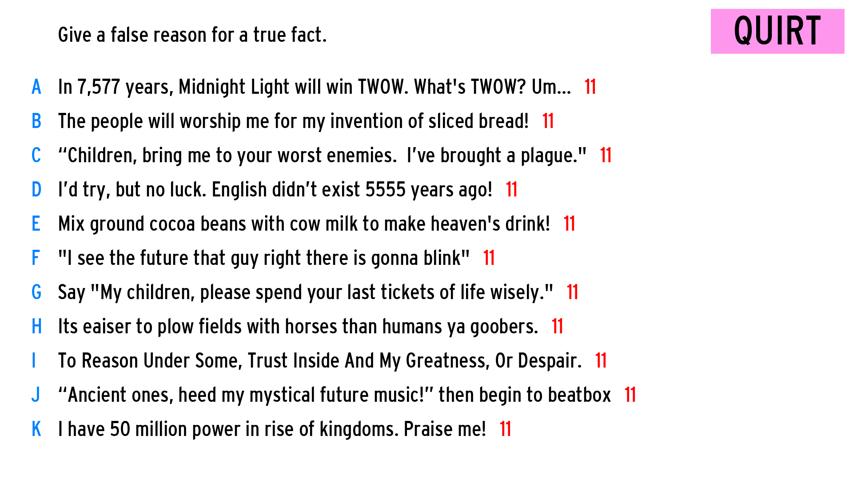 Give a false reason for a true fact.
QUIRT
A In 7,577 years, Midnight Light will win TWOW. What's TWOW? Um... 11
B The people will worship me for my invention of sliced bread! 11
C “Children, bring me to your worst enemies.  I’ve brought a plague." 11
D I’d try, but no luck. English didn’t exist 5555 years ago! 11
E Mix ground cocoa beans with cow milk to make heaven's drink! 11
F "I see the future that guy right there is gonna blink" 11
G Say "My children, please spend your last tickets of life wisely." 11
H Its eaiser to plow fields with horses than humans ya goobers. 11
I To Reason Under Some, Trust Inside And My Greatness, Or Despair. 11
J “Ancient ones, heed my mystical future music!” then begin to beatbox 11
K I have 50 million power in rise of kingdoms. Praise me! 11